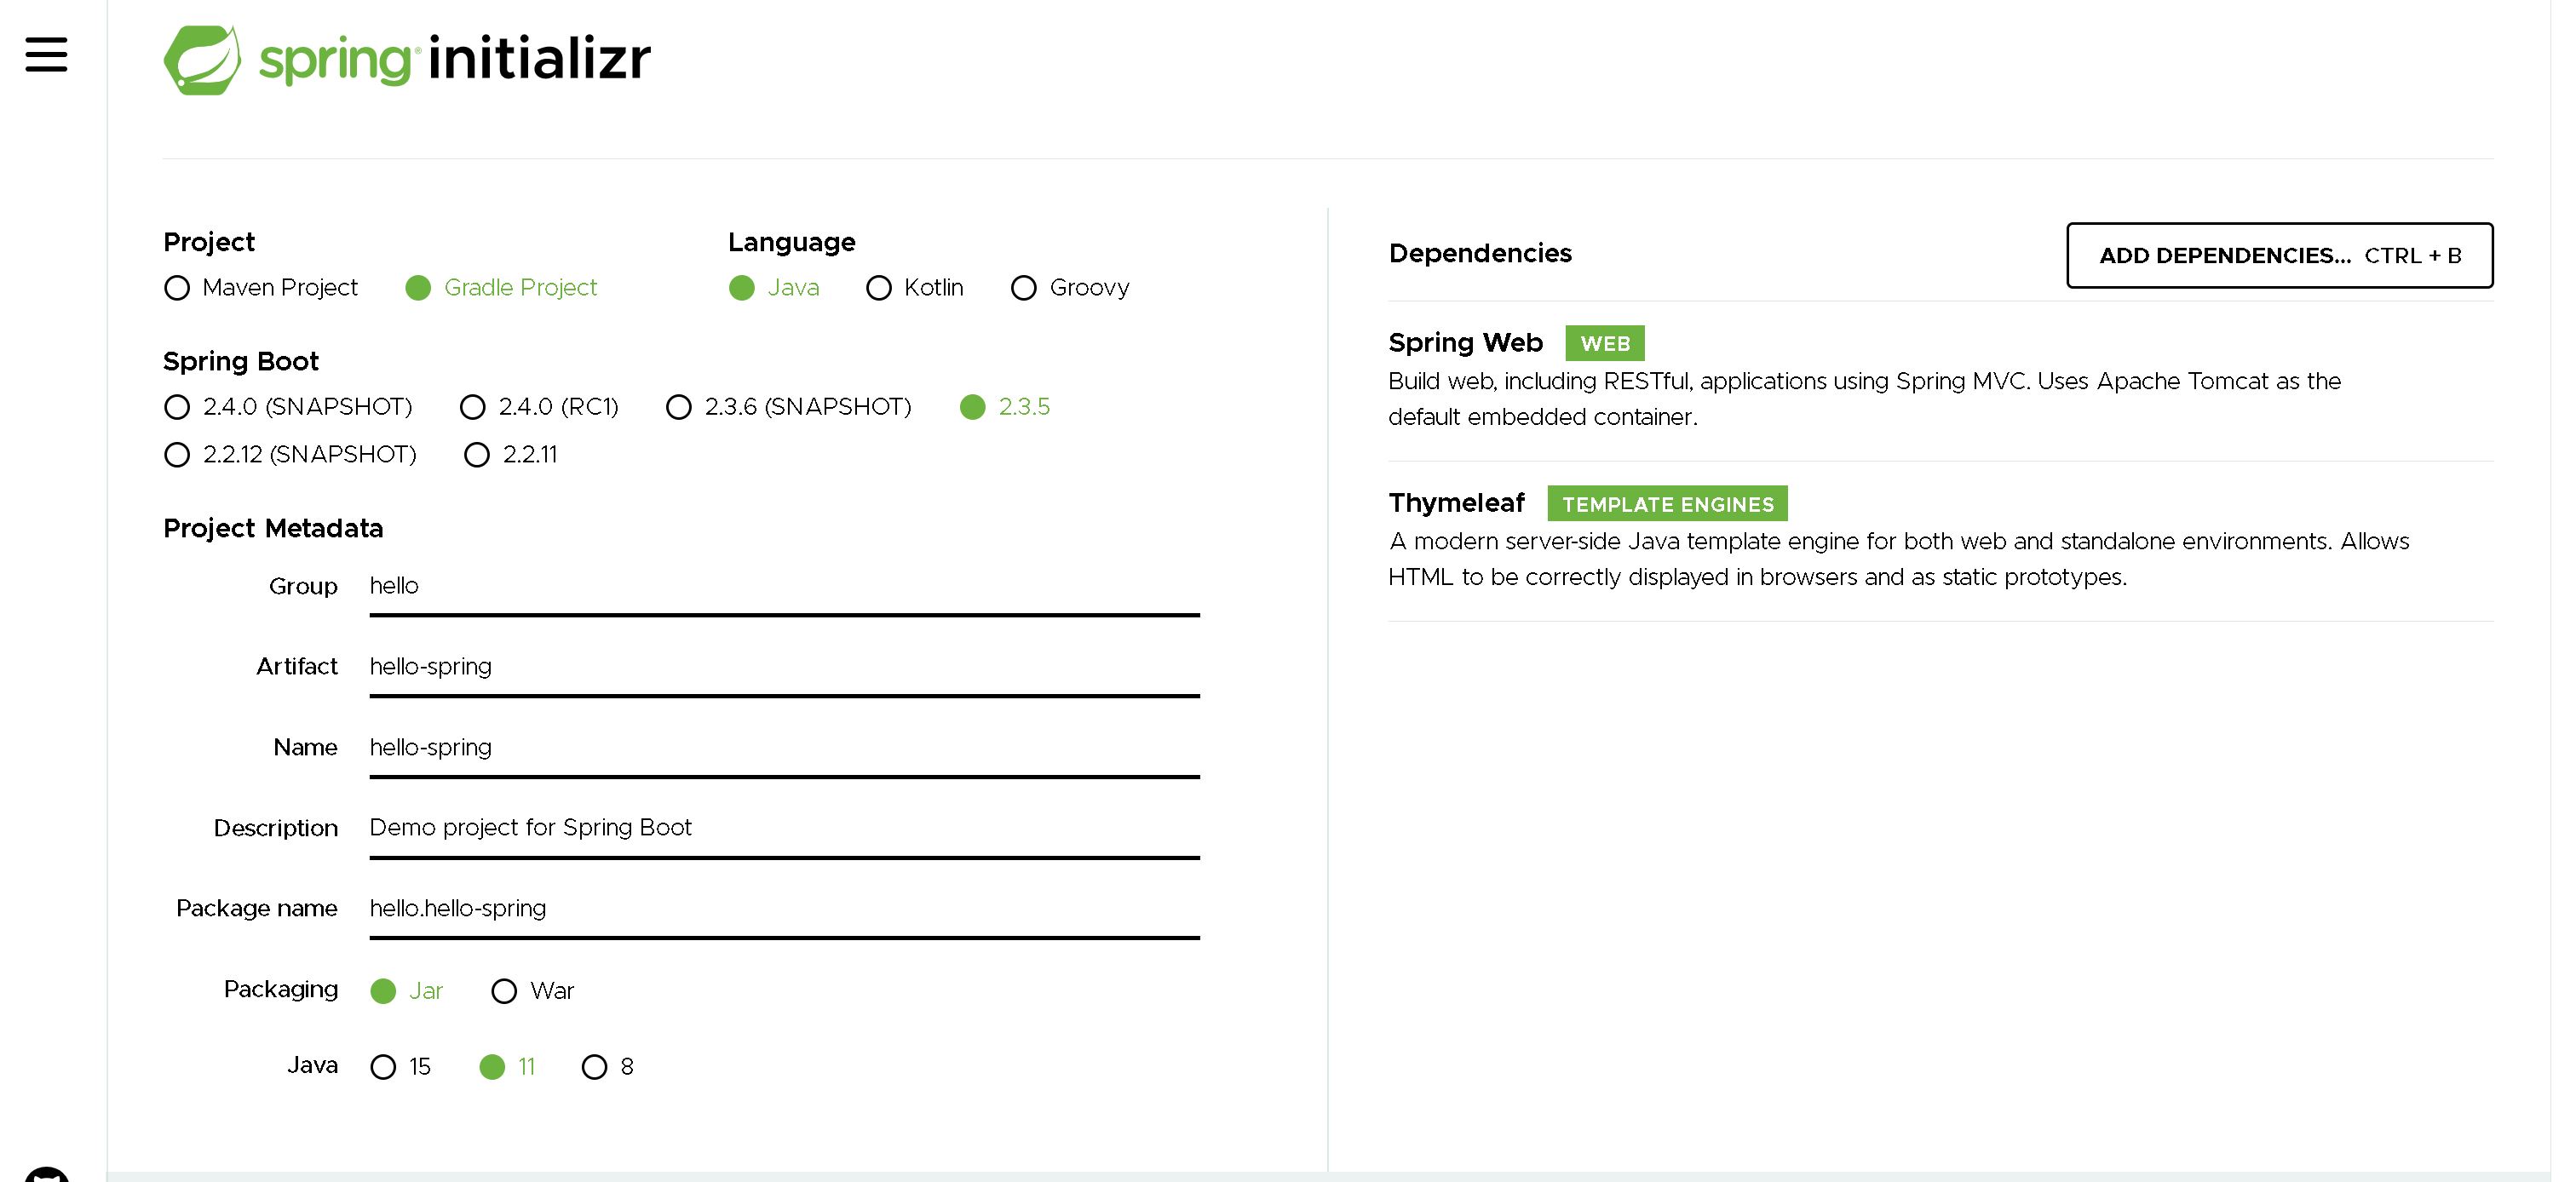 spring initializr
Project
Maven Project Gradle Project
Language
Java Kotlin Groovy
Spring Boot
2.4.0 (SNAPSHOT) 2.4.0 (RC1) 2.3.6 (SNAPSHOT) 2.3.5
2.2.12 (SNAPSHOT) 2.2.11
Project Metadata
Group hello
Artifact hello-spring
Name hello-spring
Description Demo project for Spring Boot
Package name hello.hello-spring
Packaging Jar War
Java 15 11 8
Dependencies ADD DEPENDENCIES... CTRL + B
Spring Web WEB
Build web, including RESTful, applications using Spring MVC. Uses Apache Tomcat as the
default embedded container.
Thymeleaf TEMPLATE ENGINES
A modern server-side Java template engine for both web and standalone environments. Allows
HTML to be correctly displayed in browsers and as static prototypes.